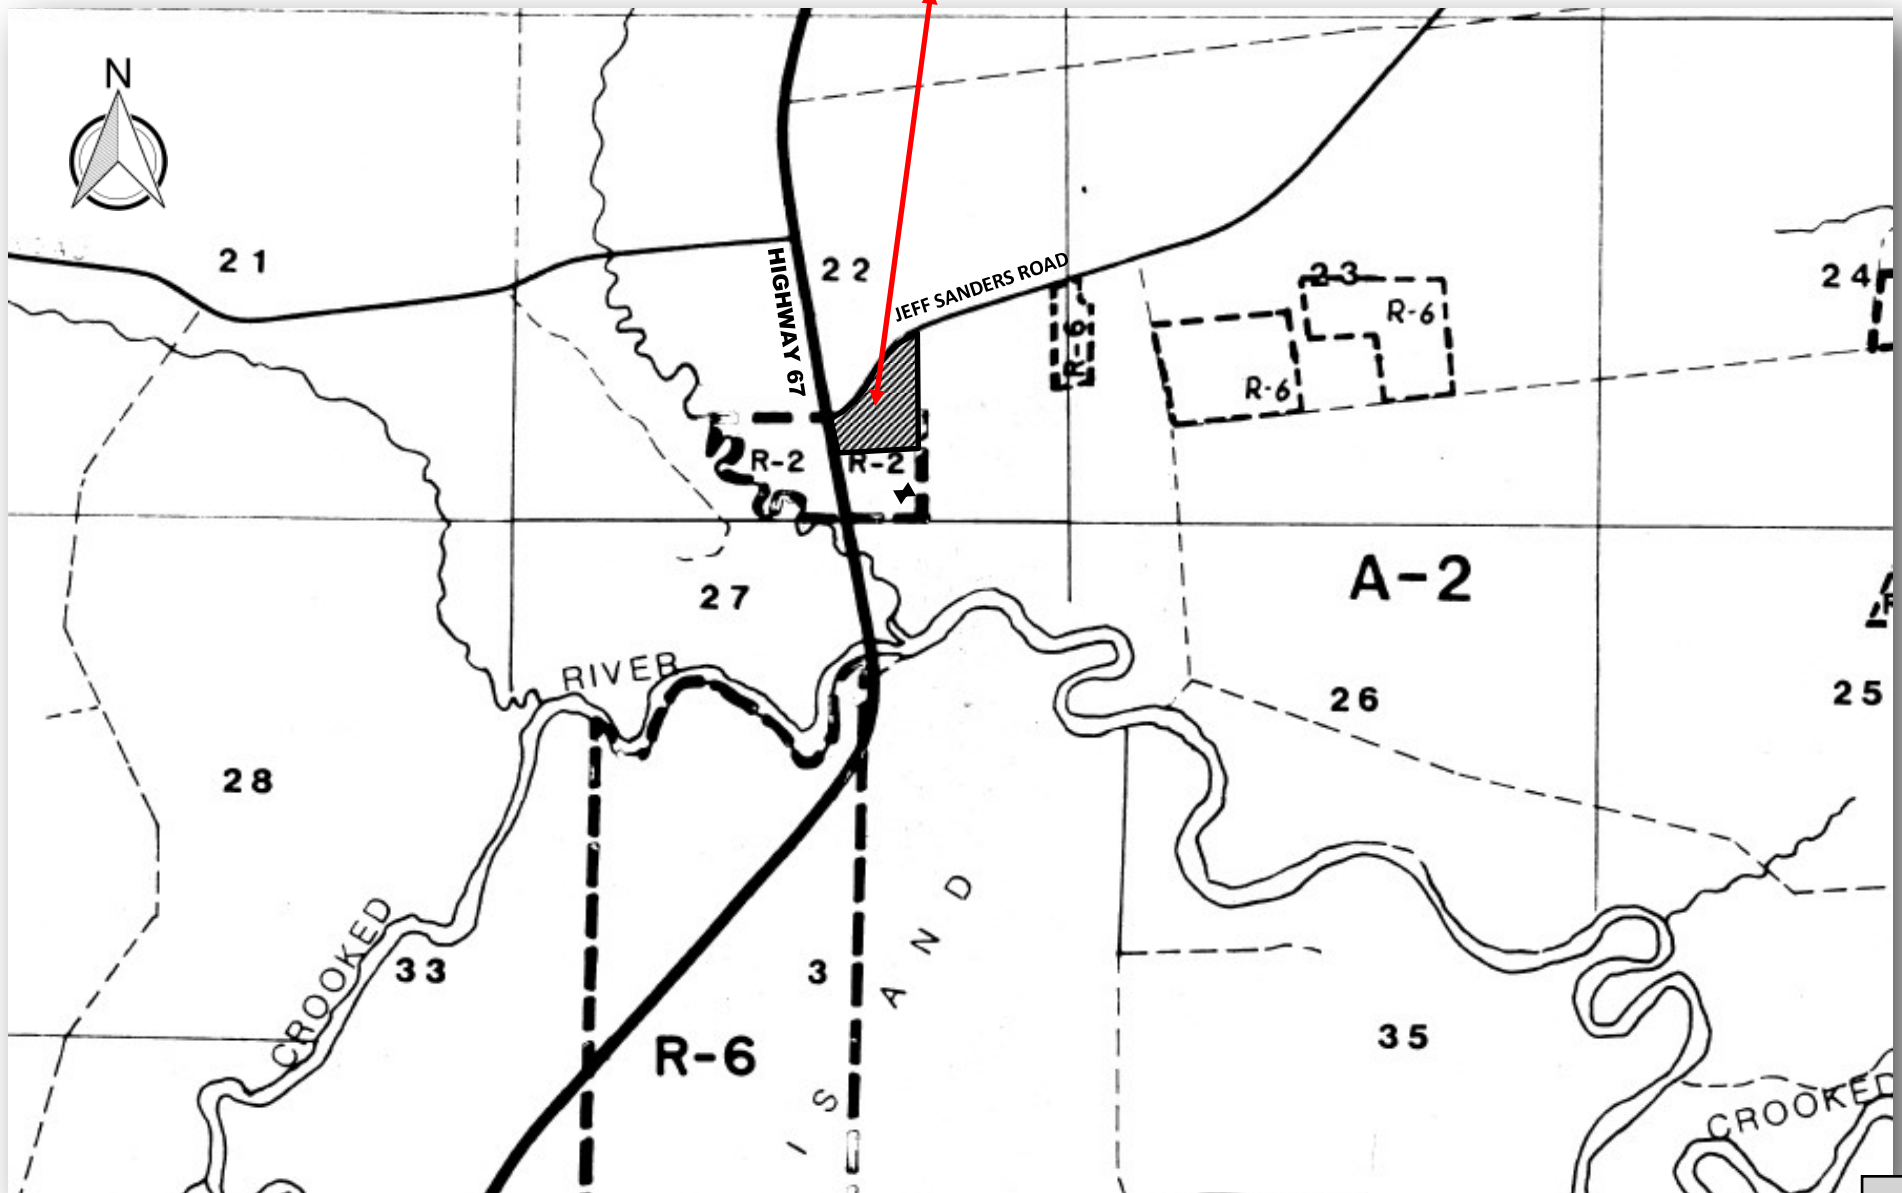 N
21
22
23
24
HIGHWAY 67
JEFF SANDERS ROAD
R-6
R-6
R-6
R-2
R-2
A-2
27
RIVER
26
25
28
CROOKED
33
3
R-6
ISAND
35
CROOKED